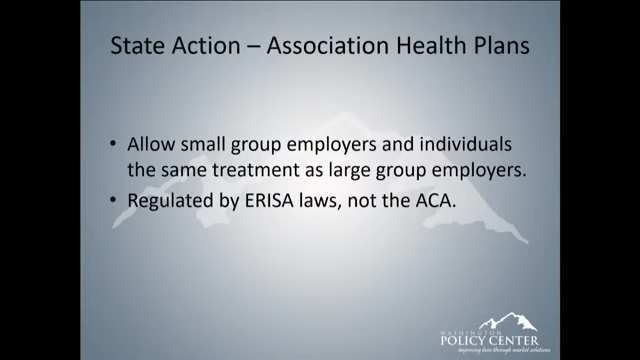 State Action – Association Health Plans
• Allow small group employers and individuals
the same treatment as large group employers.
• Regulated by ERISA laws, not the ACA.
WASHINGTON
POLICY CENTER
Improving lives through market solutions